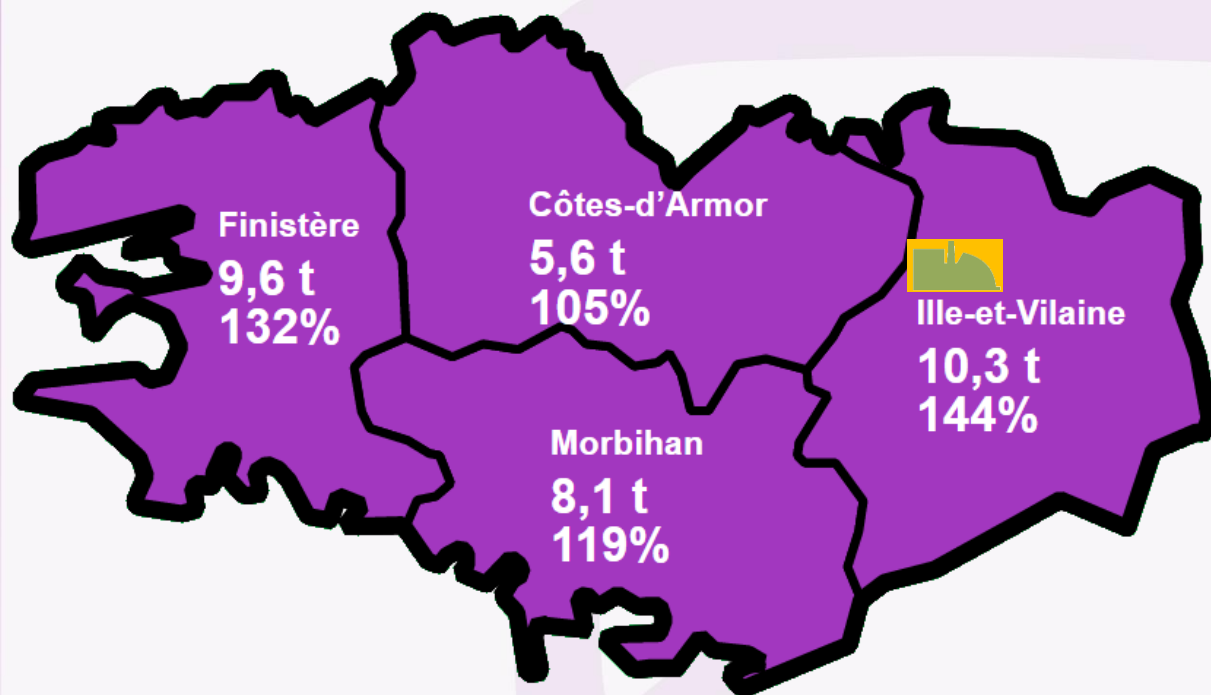 Finistère
9,6 t
132%
Côtes-d’Armor
5,6 t
105%
Ille-et-Vilaine
10,3 t
144%
Morbihan
8,1 t
119%